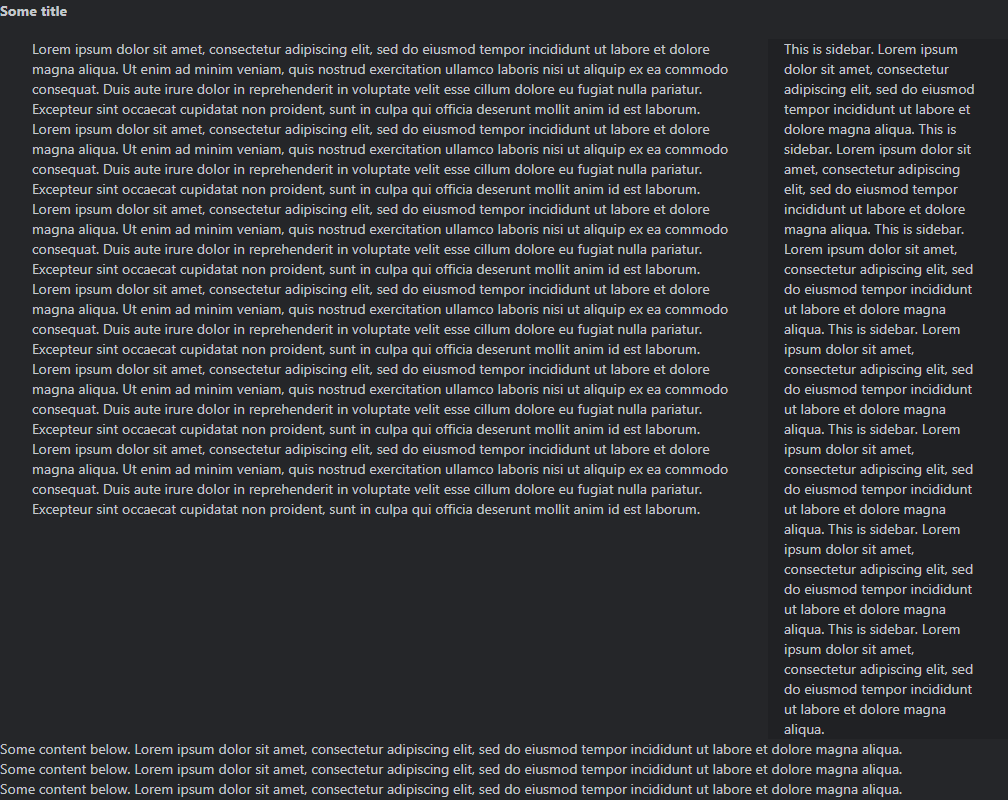 Some title
Lorem ipsum dolor sit amet, consectetur adipiscing elit, sed do eiusmod tempor incididunt ut labore et dolore
magna aliqua. Ut enim ad minim veniam, quis nostrud exercitation ullamco laboris nisi ut aliquip ex ea commodo
consequat. Duis aute irure dolor in reprehenderit in voluptate velit esse cillum dolore eu fugiat nulla pariatur.
Excepteur sint occaecat cupidatat non proident, sunt in culpa qui officia deserunt mollit anim id est laborum.
Lorem ipsum dolor sit amet, consectetur adipiscing elit, sed do eiusmod tempor incididunt ut labore et dolore
magna aliqua. Ut enim ad minim veniam, quis nostrud exercitation ullamco laboris nisi ut aliquip ex ea commodo
consequat. Duis aute irure dolor in reprehenderit in voluptate velit esse cillum dolore eu fugiat nulla pariatur.
Excepteur sint occaecat cupidatat non proident, sunt in culpa qui officia deserunt mollit anim id est laborum.
Lorem ipsum dolor sit amet, consectetur adipiscing elit, sed do eiusmod tempor incididunt ut labore et dolore
magna aliqua. Ut enim ad minim veniam, quis nostrud exercitation ullamco laboris nisi ut aliquip ex ea commodo
consequat. Duis aute irure dolor in reprehenderit in voluptate velit esse cillum dolore eu fugiat nulla pariatur.
Excepteur sint occaecat cupidatat non proident, sunt in culpa qui officia deserunt mollit anim id est laborum.
Lorem ipsum dolor sit amet, consectetur adipiscing elit, sed do eiusmod tempor incididunt ut labore et dolore
magna aliqua. Ut enim ad minim veniam, quis nostrud exercitation ullamco laboris nisi ut aliquip ex ea commodo
consequat. Duis aute irure dolor in reprehenderit in voluptate velit esse cillum dolore eu fugiat nulla pariatur.
Excepteur sint occaecat cupidatat non proident, sunt in culpa qui officia deserunt mollit anim id est laborum.
Lorem ipsum dolor sit amet, consectetur adipiscing elit, sed do eiusmod tempor incididunt ut labore et dolore
magna aliqua. Ut enim ad minim veniam, quis nostrud exercitation ullamco laboris nisi ut aliquip ex ea commodo
consequat. Duis aute irure dolor in reprehenderit in voluptate velit esse cillum dolore eu fugiat nulla pariatur.
Excepteur sint occaecat cupidatat non proident, sunt in culpa qui officia deserunt mollit anim id est laborum.
Lorem ipsum dolor sit amet, consectetur adipiscing elit, sed do eiusmod tempor incididunt ut labore et dolore
magna aliqua. Ut enim ad minim veniam, quis nostrud exercitation ullamco laboris nisi ut aliquip ex ea commodo
consequat. Duis aute irure dolor in reprehenderit in voluptate velit esse cillum dolore eu fugiat nulla pariatur.
Excepteur sint occaecat cupidatat non proident, sunt in culpa qui officia deserunt mollit anim id est laborum.
This is sidebar. Lorem ipsum
dolor sit amet, consectetur
adipiscing elit, sed do eiusmod
tempor incididunt ut labore et
dolore magna aliqua. This is
sidebar. Lorem ipsum dolor sit
amet, consectetur adipiscing
elit, sed do eiusmod tempor
incididunt ut labore et dolore
magna aliqua. This is sidebar.
Lorem ipsum dolor sit amet,
consectetur adipiscing elit, sed
do eiusmod tempor incididunt
ut labore et dolore magna
aliqua. This is sidebar. Lorem
ipsum dolor sit amet,
consectetur adipiscing elit, sed
do eiusmod tempor incididunt
ut labore et dolore magna
aliqua. This is sidebar. Lorem
ipsum dolor sit amet,
consectetur adipiscing elit, sed
do eiusmod tempor incididunt
ut labore et dolore magna
aliqua. This is sidebar. Lorem
ipsum dolor sit amet,
consectetur adipiscing elit, sed
do eiusmod tempor incididunt
ut labore et dolore magna
aliqua. This is sidebar. Lorem
ipsum dolor sit amet,
consectetur adipiscing elit, sed
do eiusmod tempor incididunt
ut labore et dolore magna
aliqua.
Some content below. Lorem ipsum dolor sit amet, consectetur adipiscing elit, sed do eiusmod tempor incididunt ut labore et dolore magna aliqua.
Some content below. Lorem ipsum dolor sit amet, consectetur adipiscing elit, sed do eiusmod tempor incididunt ut labore et dolore magna aliqua.
Some content below. Lorem ipsum dolor sit amet, consectetur adipiscing elit, sed do eiusmod tempor incididunt ut labore et dolore magna aliqua.